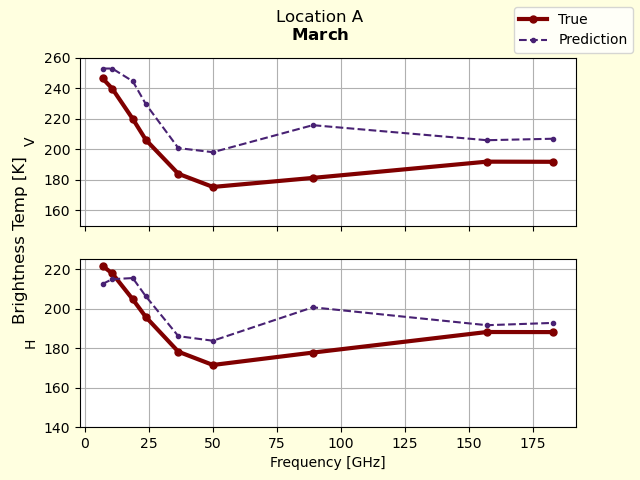 Location A
March
True
Prediction
260
240
220
200
180
160
V
Brightness Temp [K]
220
200
180
160
140
H
0 25 50 75 100 125 150 175
Frequency [GHz]